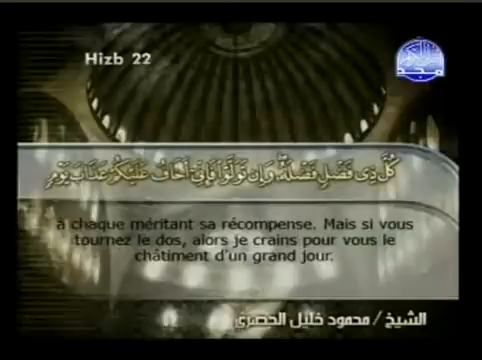 Hizb 22
المجد
كُلَّ ذِى فَضْلٍ فَضْلَهُۥ ۖ وَإِن تَوَلَّوْا۟ فَإِنِّىٓ أَخَافُ عَلَيْكُمْ عَذَابَ يَوْمٍ
à chaque méritant sa récompense. Mais si vous
tournez le dos, alors je crains pour vous le
châtiment d'un grand jour.
الشيخ / محمود خليل الحصري